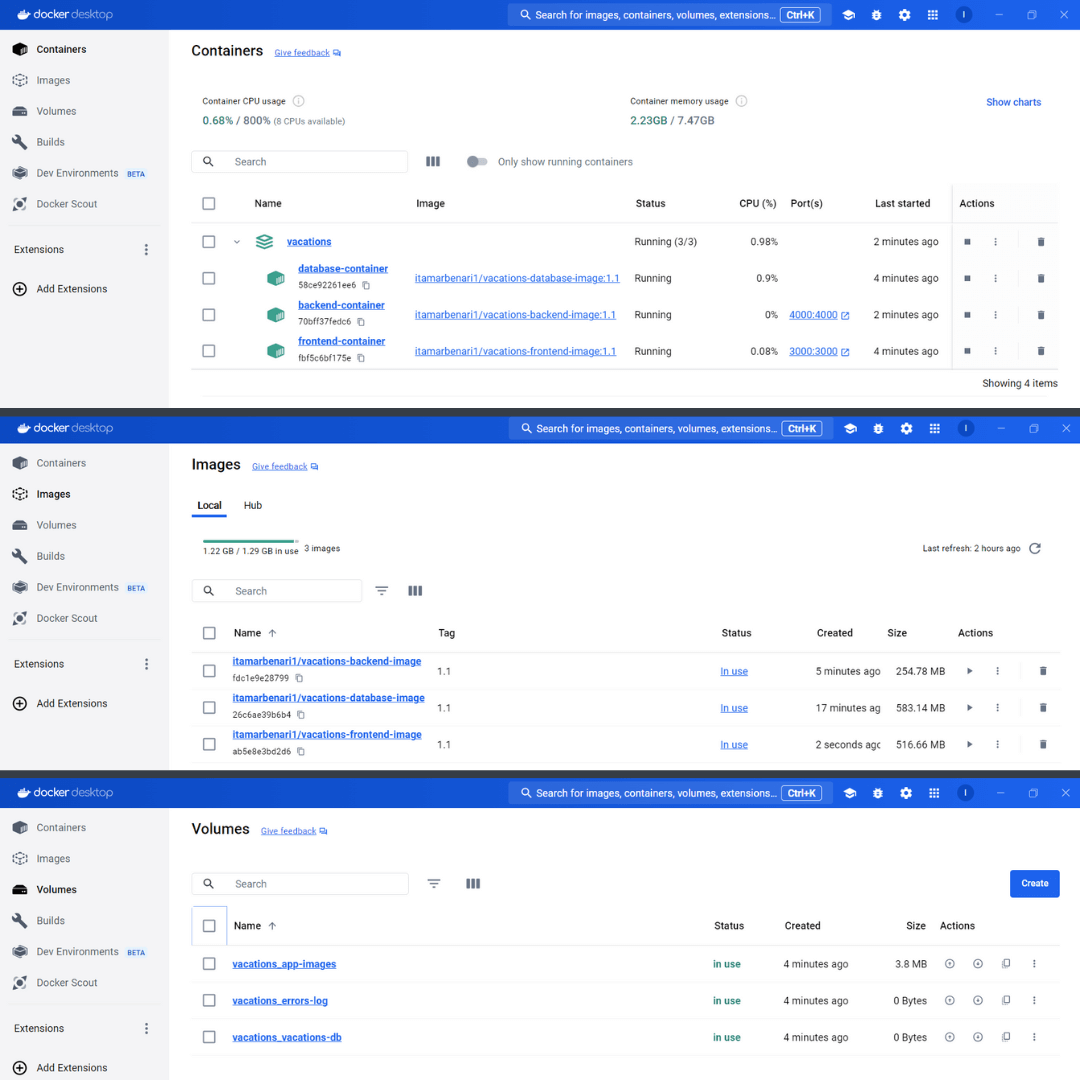 docker desktop
Search for images, containers, volumes, extensions... Ctrl+K
I
Containers
Images
Volumes
Builds
Dev Environments BETA
Docker Scout
Extensions
Add Extensions
Containers Give feedback
Container CPU usage
0.68% / 800% (8 CPUs available)
Container memory usage
2.23GB / 7.47GB
Show charts
Search
Only show running containers
Name Image Status CPU (%) Port(s) Last started Actions
vacations Running (3/3) 0.98% 2 minutes ago
database-container
58ce92261ee6
itamarbenari1/vacations-database-image:1.1 Running 0.9% 4 minutes ago
backend-container
70bff37fedc6
itamarbenari1/vacations-backend-image:1.1 Running 0% 4000:4000 2 minutes ago
frontend-container
fbf5c6bf175e
itamarbenari1/vacations-frontend-image:1.1 Running 0.08% 3000:3000 4 minutes ago
Showing 4 items
docker desktop
Search for images, containers, volumes, extensions... Ctrl+K
I
Containers
Images
Volumes
Builds
Dev Environments BETA
Docker Scout
Extensions
Add Extensions
Images Give feedback
Local Hub
1.22 GB / 1.29 GB in use 3 images
Last refresh: 2 hours ago
Search
Name Tag Status Created Size Actions
itamarbenari1/vacations-backend-image
fdc1e9e28799
1.1 In use 5 minutes ago 254.78 MB
itamarbenari1/vacations-database-image
26c6ae39b6b4
1.1 In use 17 minutes ag 583.14 MB
itamarbenari1/vacations-frontend-image
ab5e8e3bd2d6
1.1 In use 2 seconds agc 516.66 MB
docker desktop
Search for images, containers, volumes, extensions... Ctrl+K
I
Containers
Images
Volumes
Builds
Dev Environments BETA
Docker Scout
Extensions
Add Extensions
Volumes Give feedback
Search
Create
Name Status Created Size Actions
vacations_app-images in use 4 minutes ago 3.8 MB
vacations_errors-log in use 4 minutes ago 0 Bytes
vacations_vacations-db in use 4 minutes ago 0 Bytes